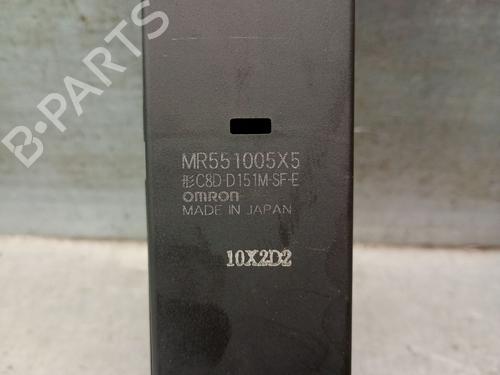 B-PARTS
MR551005X5
形C8D-D151M-SF-E
OMRON
MADE IN JAPAN
10X2D2